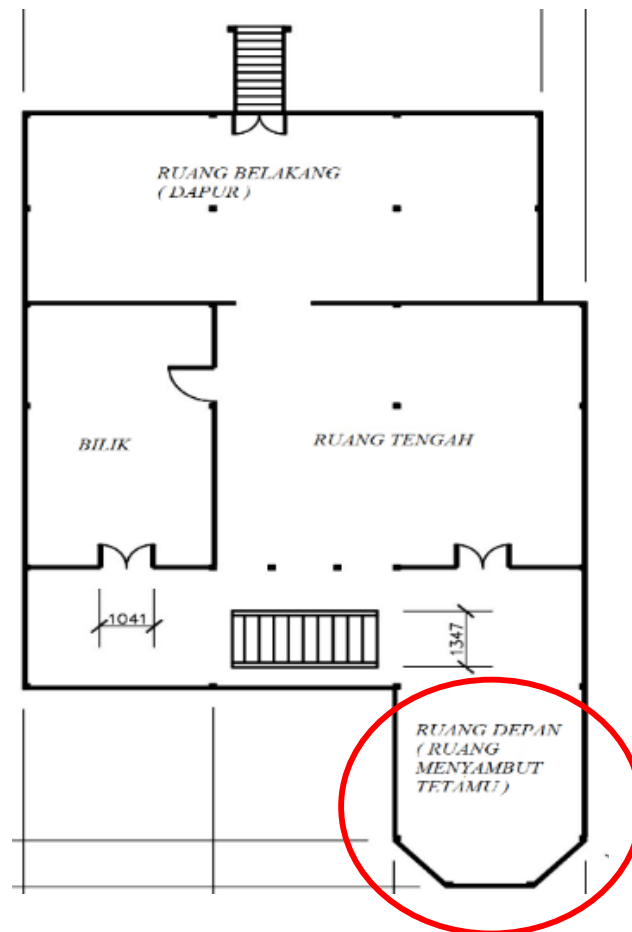 RUANG BELAKANG
( DAPUR )
BILIK
RUANG TENGAH
1041
1347
RUANG DEPAN
( RUANG
MENYAMBUT
TETAMU )